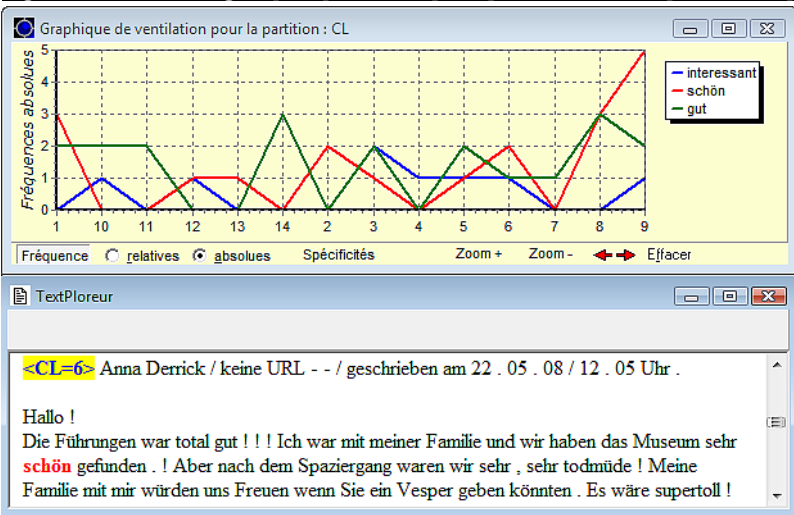 Graphique de ventilation pour la partition : CL
Fréquences absolues
5
4
3
2
1
0
1 10 11 12 13 14 2 3 4 5 6 7 8 9
interessant
schön
gut
Fréquence relatives absolues Spécificités Zoom + Zoom - Effacer
TextPloreur
<CL=6> Anna Derrick / keine URL - - / geschrieben am 22 . 05 . 08 / 12 . 05 Uhr .
Hallo !
Die Führungen war total gut ! ! ! Ich war mit meiner Familie und wir haben das Museum sehr
schön gefunden . ! Aber nach dem Spaziergang waren wir sehr , sehr todmüde ! Meine
Familie mit mir würden uns Freuen wenn Sie ein Vesper geben könnten . Es wäre supertoll !